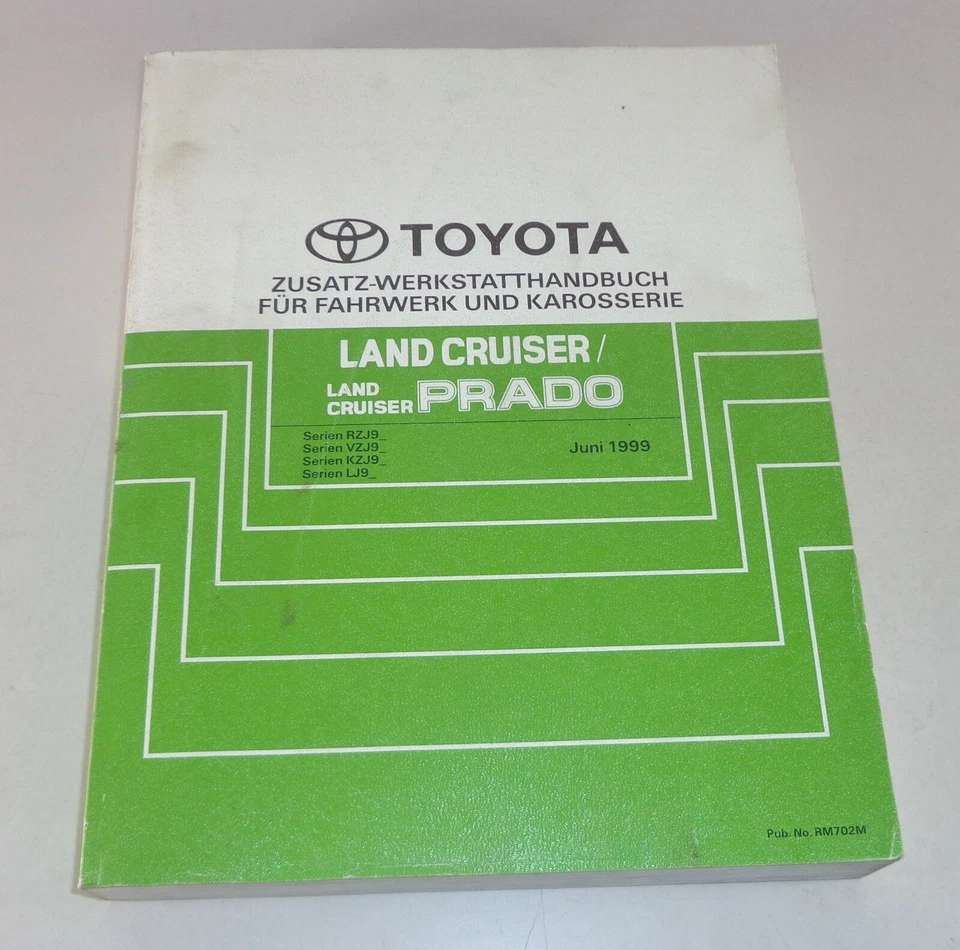 TOYOTA
ZUSATZ-WERKSTATTHANDBUCH
FÜR FAHRWERK UND KAROSSERIE
LAND CRUISER /
LAND CRUISER PRADO
Serien RZJ9_
Serien VZJ9_
Serien KZJ9_
Serien LJ9_
Juni 1999
Pub. No. RM702M